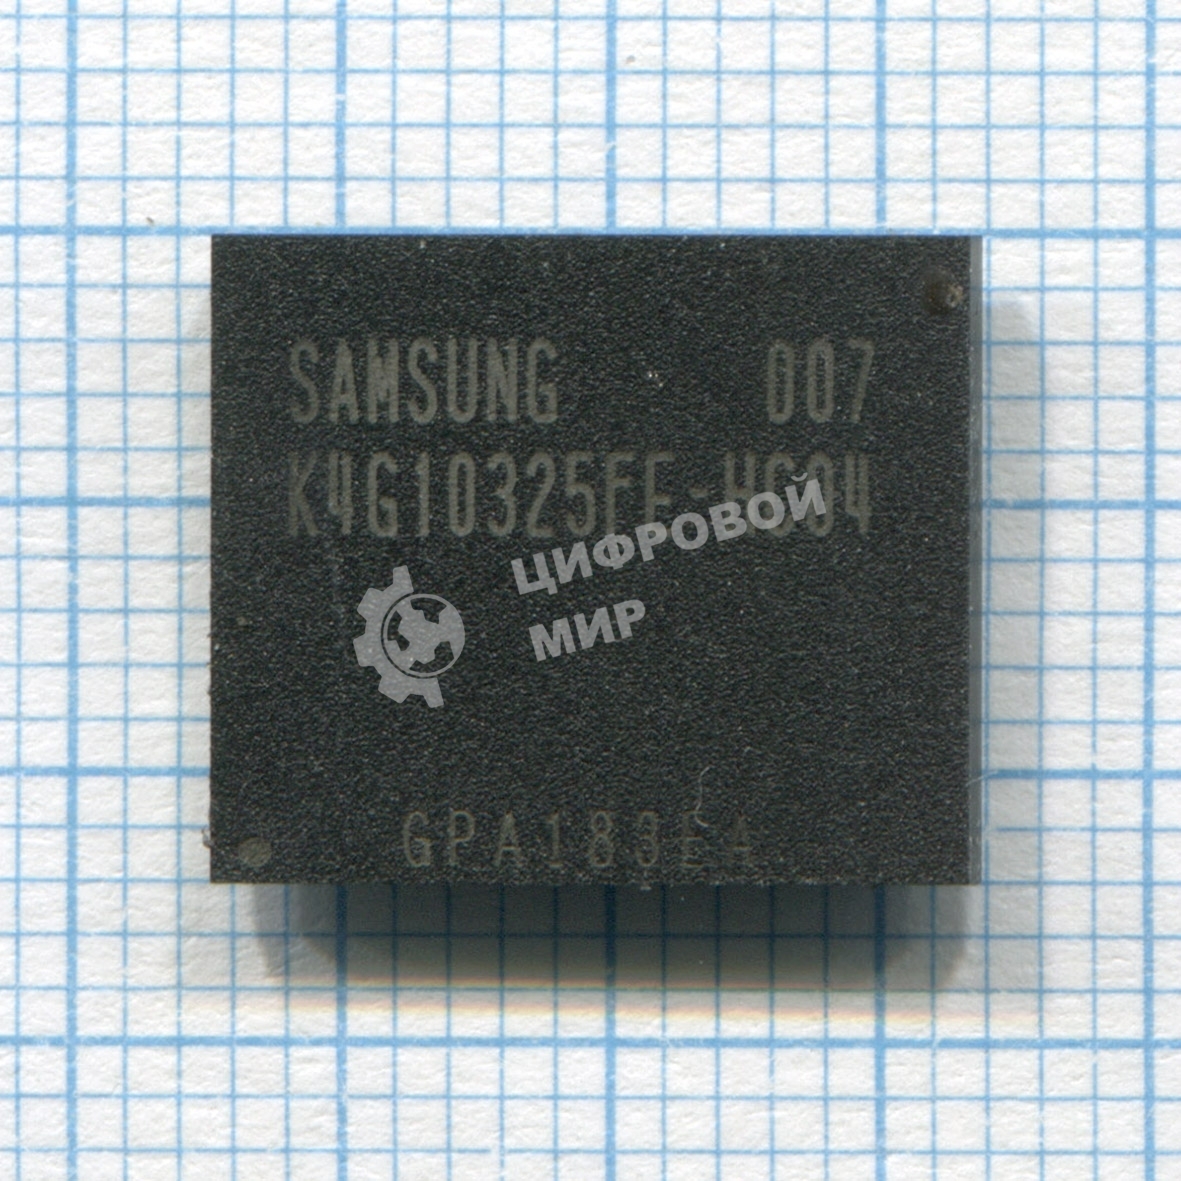 SAMSUNG 007
K4G10325FE-HC04
ЦИФРОВОЙ
МИР
GPA183EA